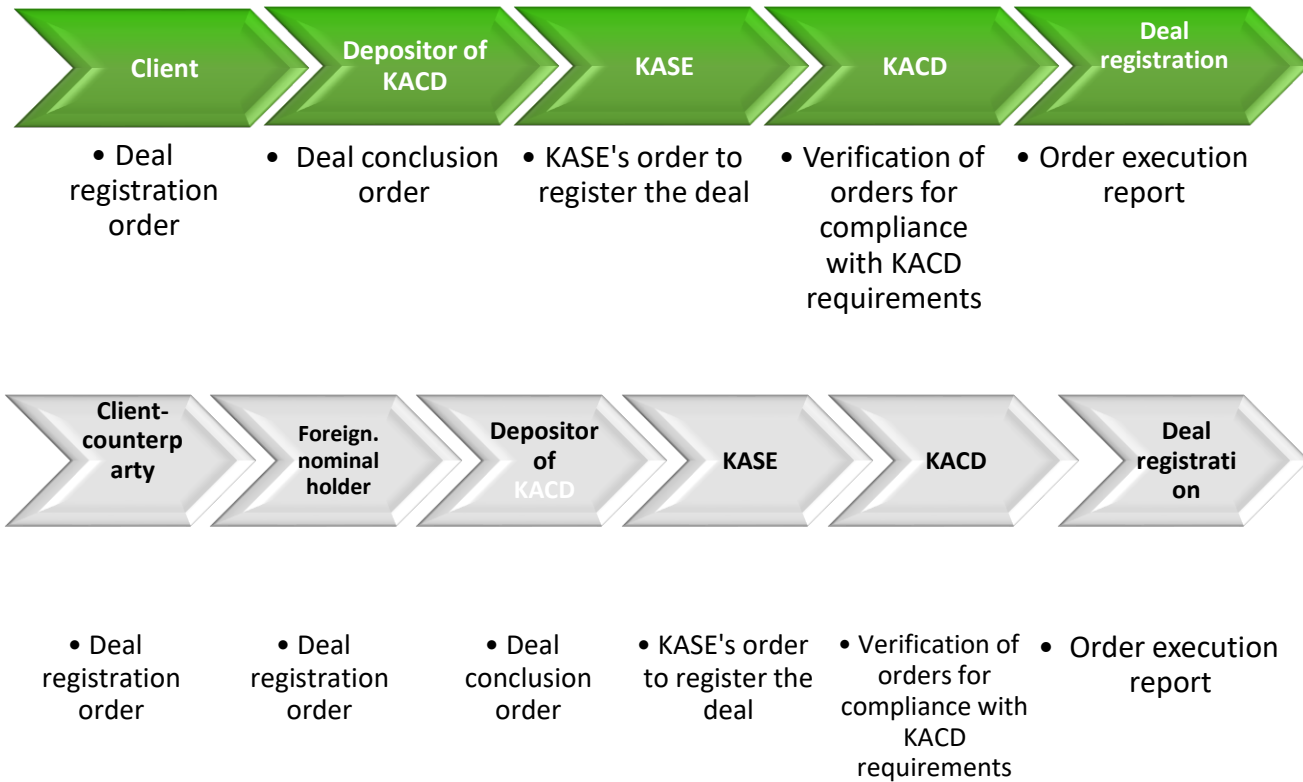 Client
Depositor of
KACD
KASE
KACD
Deal
registration
• Deal
registration
order
• Deal conclusion
order
• KASE's order to
register the deal
• Verification of
orders for
compliance
with KACD
requirements
• Order execution
report
Client-
counterp
arty
Foreign.
nominal
holder
Depositor
of
KACD
KASE
KACD
Deal
registrati
on
• Deal
registration
order
• Deal
registration
order
• Deal
conclusion
order
• KASE's order
to register the
deal
• Verification of
orders for
compliance with
KACD
requirements
• Order execution
report